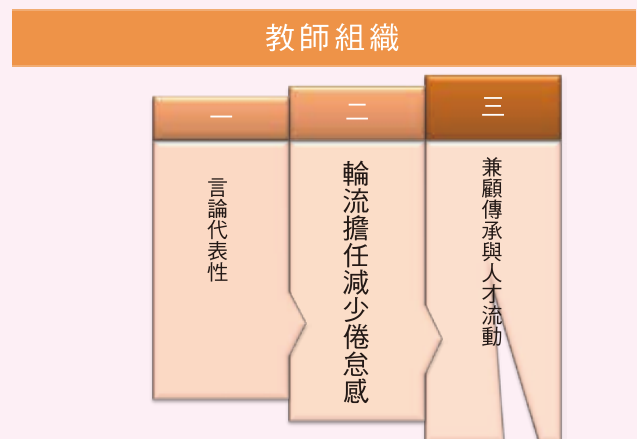 教師組織
一
言論代表性
二
輪流擔任減少倦怠感
三
兼顧傳承與人才流動